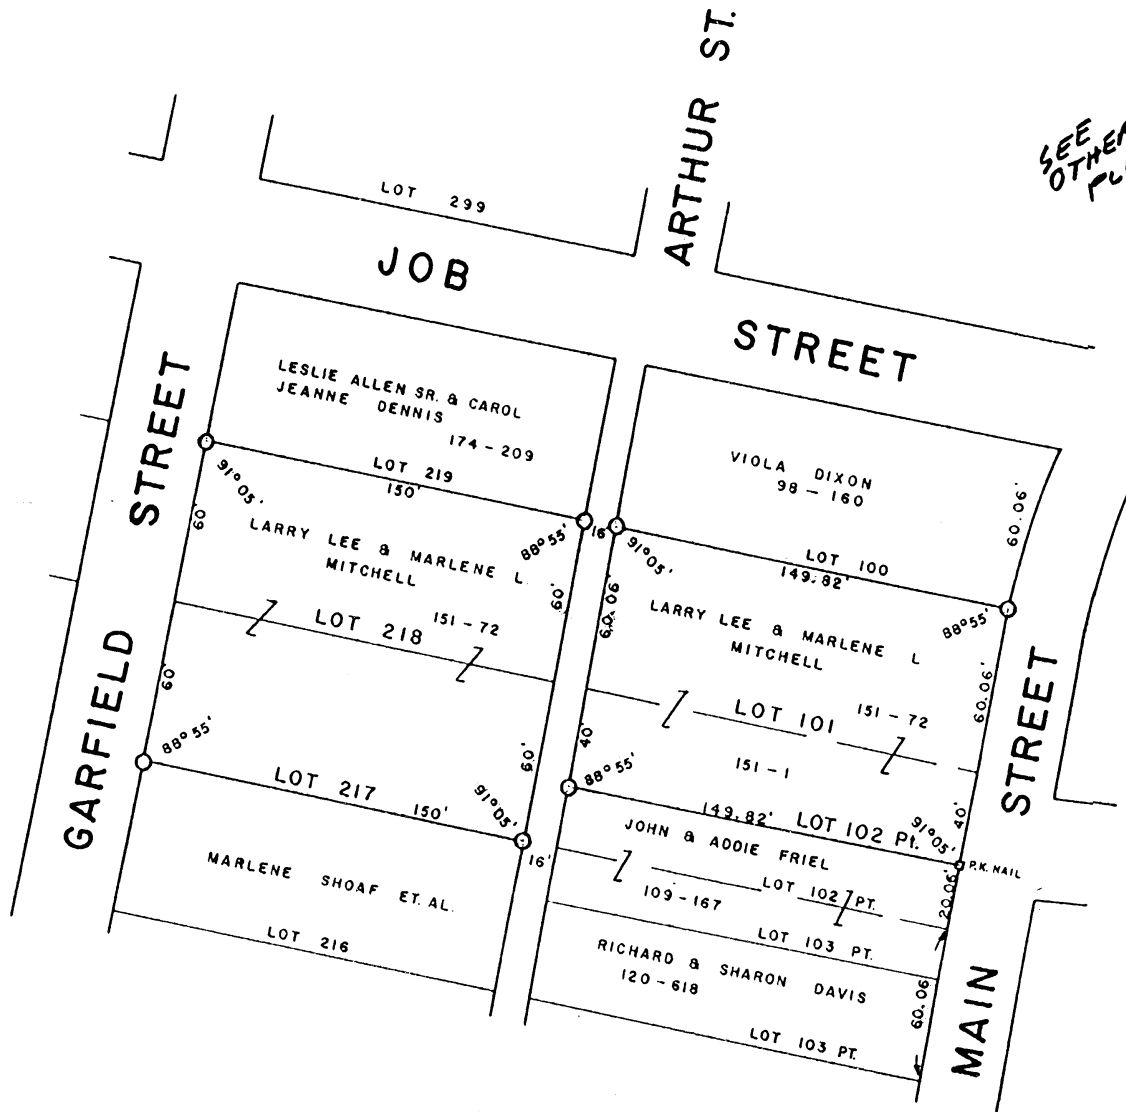 ARTHUR ST.
SEE
LOT 299
JOB
STREET
LESLIE ALLEN SR. & CAROL
JEANNE DENNIS
174 - 209
LOT 219
150'
STREET
91° 05'
88° 55'
16'
60'
LARRY LEE & MARLENE L.
MITCHELL
60'
LOT 218
151 - 72
GARFIELD
60'
88° 55'
60'
LOT 217
150'
91° 05'
16'
MARLENE SHOAF ET. AL.
LOT 216
VIOLA DIXON
98 - 160
60.06'
LOT 100
149.82'
91° 05'
88° 55'
60.06'
LARRY LEE & MARLENE L
MITCHELL
60.06'
STREET
LOT 101
151 - 72
40'
151 - 1
88° 55'
40'
149.82'
LOT 102 Pt.
91° 05'
P.K. NAIL
JOHN & ADDIE FRIEL
LOT 102 PT.
109 - 167
20.06'
LOT 103 PT.
RICHARD & SHARON DAVIS
120 - 618
60.06
LOT 103 PT.
MAIN